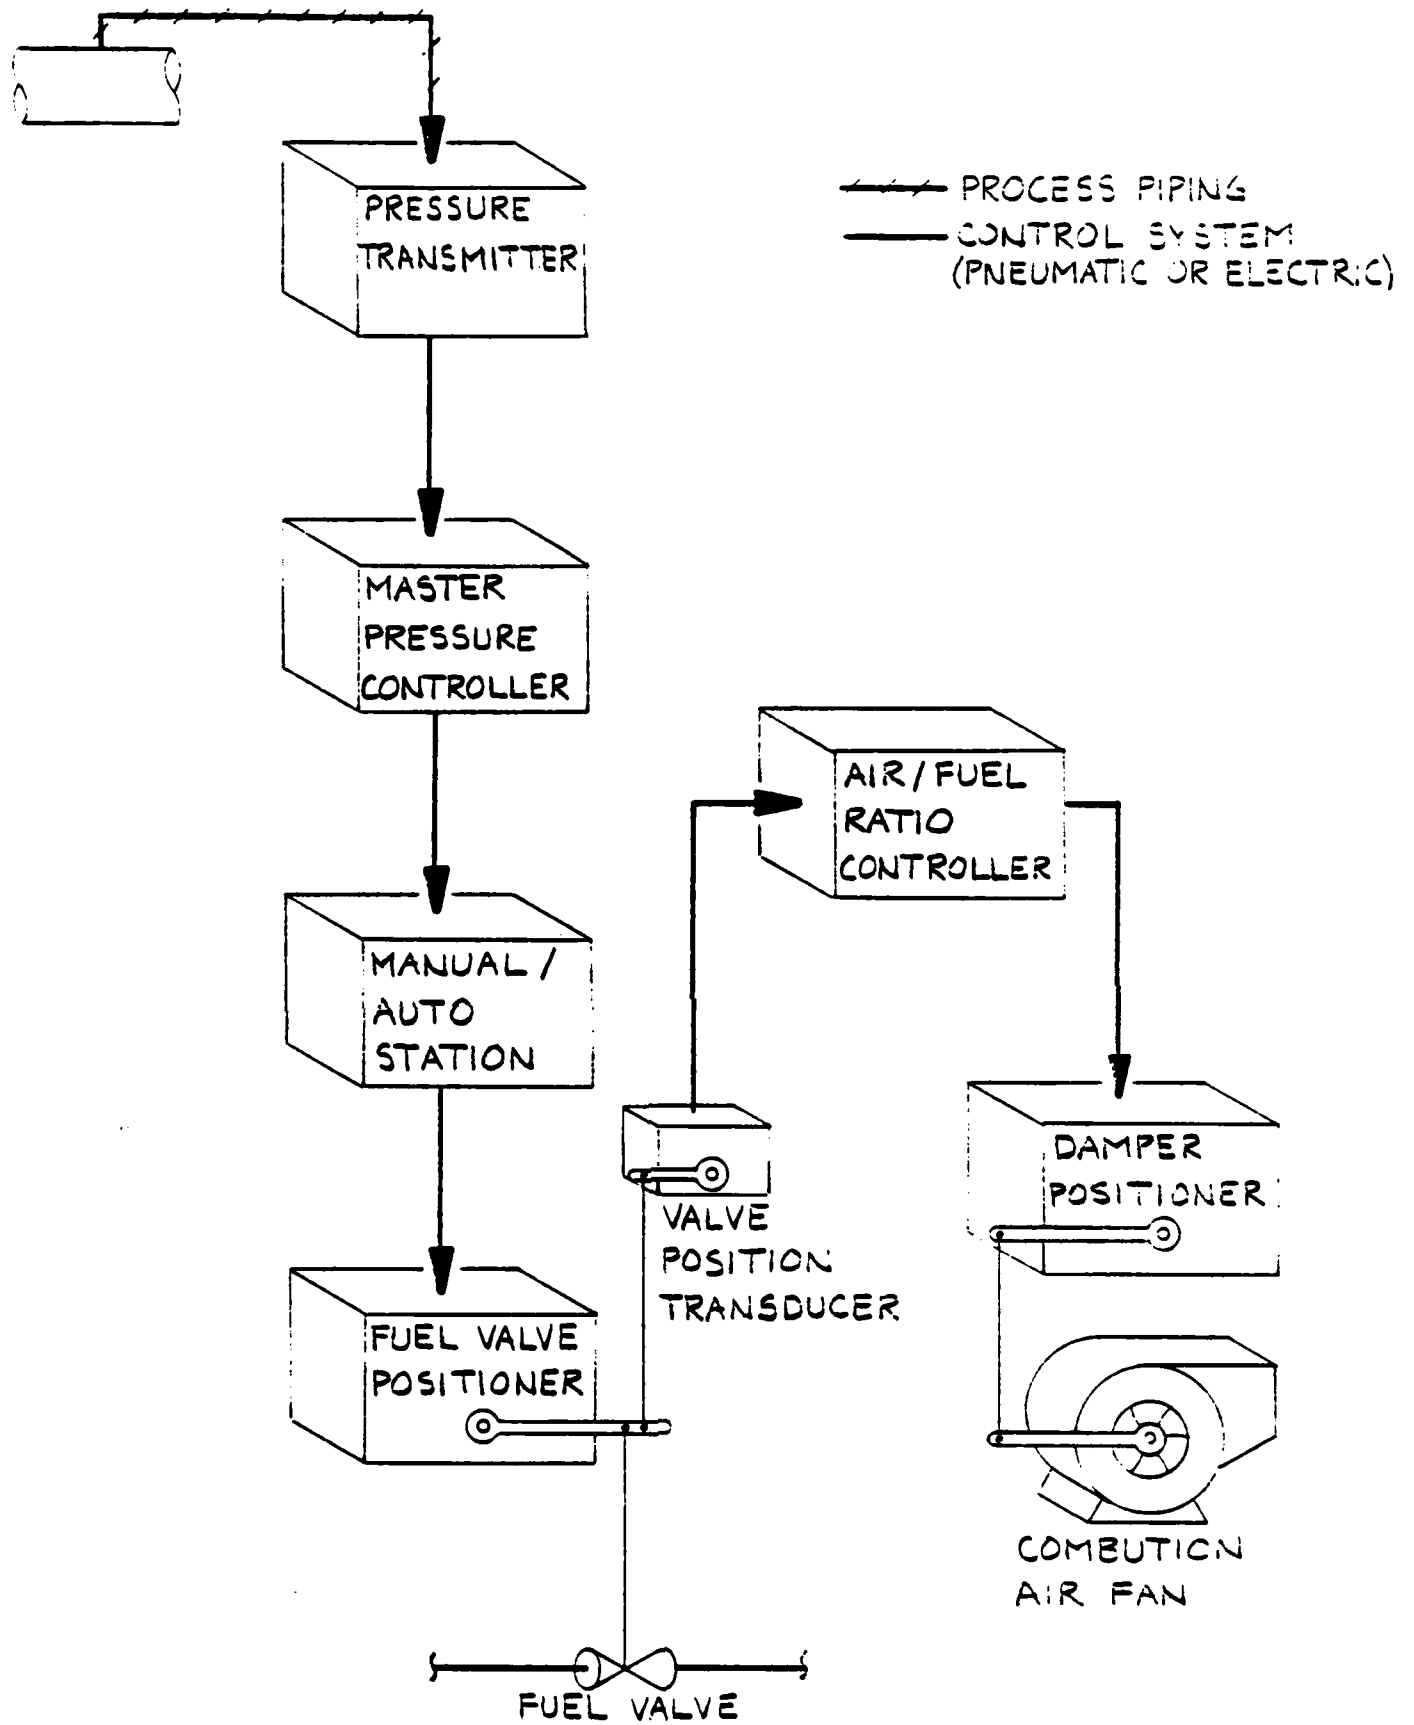 PRESSURE
TRANSMITTER
PROCESS PIPING
CONTROL SYSTEM
(PNEUMATIC OR ELECTRIC)
MASTER
PRESSURE
CONTROLLER
AIR/FUEL
RATIO
CONTROLLER
MANUAL/
AUTO
STATION
VALVE
POSITION
TRANSDUCER
DAMPER
POSITIONER
FUEL VALVE
POSITIONER
COMBUTION
AIR FAN
FUEL VALVE